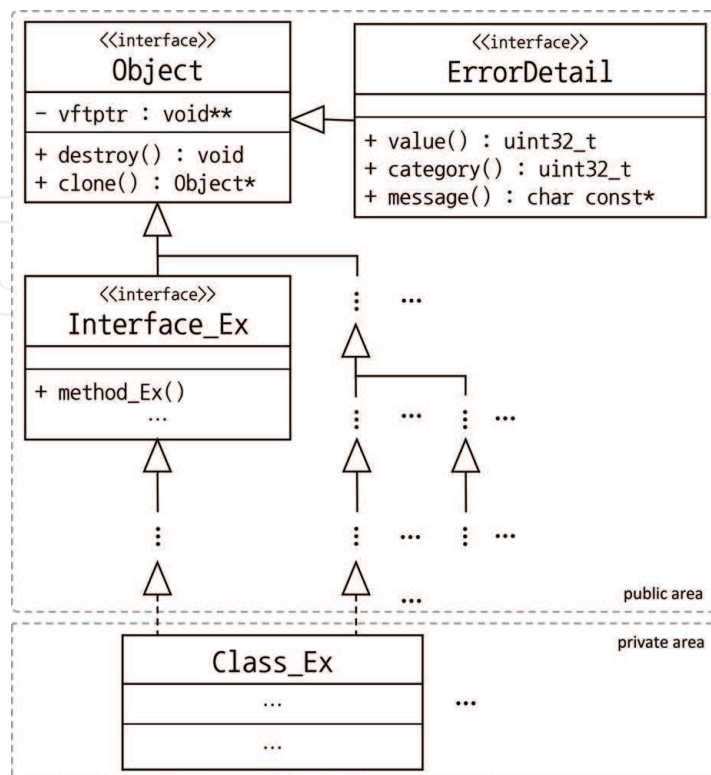 <<interface>>
Object
- vftptr : void**
+ destroy() : void
+ clone() : Object*
<<interface>>
ErrorDetail
+ value() : uint32_t
+ category() : uint32_t
+ message() : char const*
<<interface>>
Interface_Ex
+ method_Ex()
...
...
...
...
...
...
...
public area
private area
Class_Ex
...
...
...